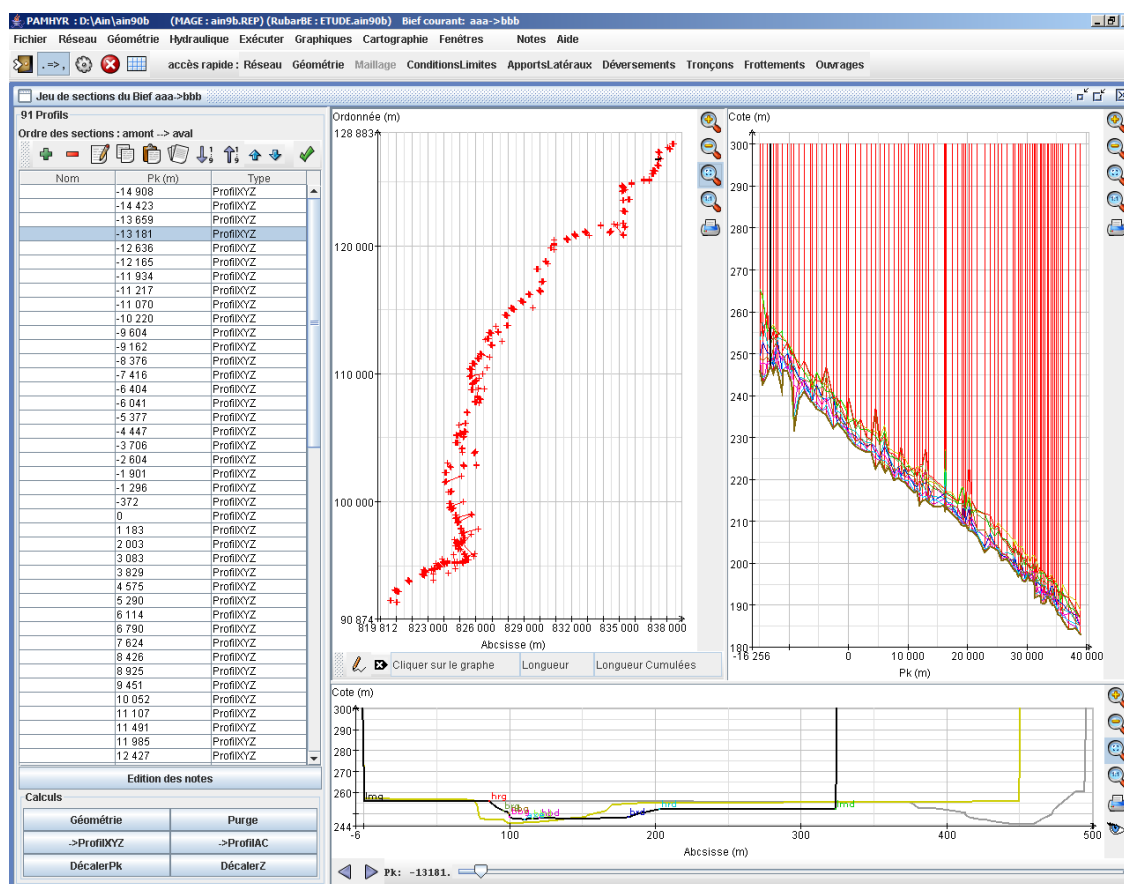 PAMHYR : D:\Ain\ain90b (MAGE : ain9b.REP) (RubarBE : ETUDE.ain90b) Bief courant: aaa->bbb
Fichier Réseau Géométrie Hydraulique Exécuter Graphiques Cartographie Fenêtres Notes Aide
accès rapide : Réseau Géométrie Maillage ConditionsLimites ApportsLatéraux Déversements Tronçons Frottements Ouvrages
Jeu de sections du Bief aaa->bbb
91 Profils
Ordre des sections : amont --> aval
Nom Pk (m) Type
-14 908 ProfilXYZ
-14 423 ProfilXYZ
-13 659 ProfilXYZ
-13 181 ProfilXYZ
-12 636 ProfilXYZ
-12 165 ProfilXYZ
-11 934 ProfilXYZ
-11 217 ProfilXYZ
-11 070 ProfilXYZ
-10 220 ProfilXYZ
-9 604 ProfilXYZ
-9 162 ProfilXYZ
-8 376 ProfilXYZ
-7 416 ProfilXYZ
-6 404 ProfilXYZ
-6 041 ProfilXYZ
-5 377 ProfilXYZ
-4 447 ProfilXYZ
-3 706 ProfilXYZ
-2 604 ProfilXYZ
-1 901 ProfilXYZ
-1 296 ProfilXYZ
-372 ProfilXYZ
0 ProfilXYZ
1 183 ProfilXYZ
2 003 ProfilXYZ
3 083 ProfilXYZ
3 829 ProfilXYZ
4 575 ProfilXYZ
5 290 ProfilXYZ
6 114 ProfilXYZ
6 790 ProfilXYZ
7 624 ProfilXYZ
8 426 ProfilXYZ
8 925 ProfilXYZ
9 451 ProfilXYZ
10 052 ProfilXYZ
11 107 ProfilXYZ
11 491 ProfilXYZ
11 985 ProfilXYZ
12 427 ProfilXYZ
Edition des notes
Calculs
Géométrie Purge
->ProfilXYZ ->ProfilAC
DécalerPk DécalerZ
Ordonnée (m)
128 883
120 000
110 000
100 000
90 874
819 812 823 000 826 000 829 000 832 000 835 000 838 000
Abcsisse (m)
Cliquer sur le graphe Longueur Longueur Cumulées
Cote (m)
300
290
280
270
260
250
240
230
220
210
200
190
180
-16 256 0 10 000 20 000 30 000 40 000
Pk (m)
Cote (m)
300
290
280
270
260
244
lmg hrg hbd hrd lmd
-6 100 200 300 400 500
Abcsisse (m)
Pk: -13181.